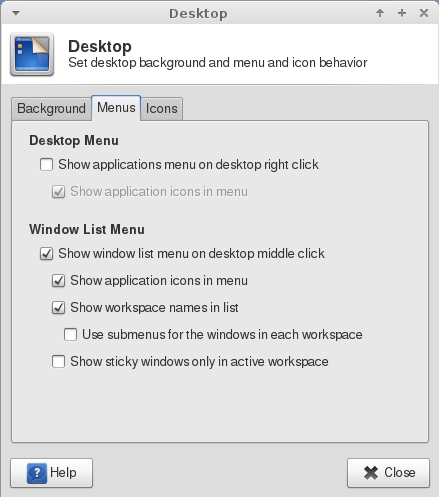 Desktop
Desktop
Set desktop background and menu and icon behavior
Background Menus Icons
Desktop Menu
Show applications menu on desktop right click
Show application icons in menu
Window List Menu
Show window list menu on desktop middle click
Show application icons in menu
Show workspace names in list
Use submenus for the windows in each workspace
Show sticky windows only in active workspace
Help Close